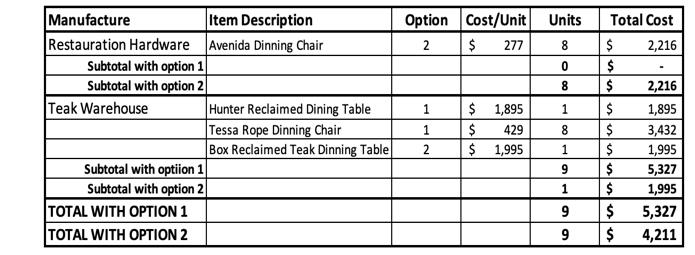 Manufacture Item Description Option Cost/Unit Units Total Cost
Restauration Hardware Avenida Dinning Chair 2 $ 277 8 $ 2,216
Subtotal with option 1 0 $ -
Subtotal with option 2 8 $ 2,216
Teak Warehouse Hunter Reclaimed Dining Table 1 $ 1,895 1 $ 1,895
Tessa Rope Dinning Chair 1 $ 429 8 $ 3,432
Box Reclaimed Teak Dinning Table 2 $ 1,995 1 $ 1,995
Subtotal with optiion 1 9 $ 5,327
Subtotal with option 2 1 $ 1,995
TOTAL WITH OPTION 1 9 $ 5,327
TOTAL WITH OPTION 2 9 $ 4,211